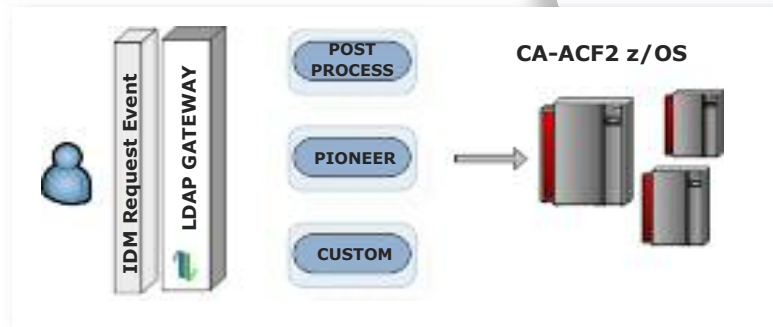 IDM Request Event
LDAP GATEWAY
POST
PROCESS
PIONEER
CUSTOM
CA-ACF2 z/OS